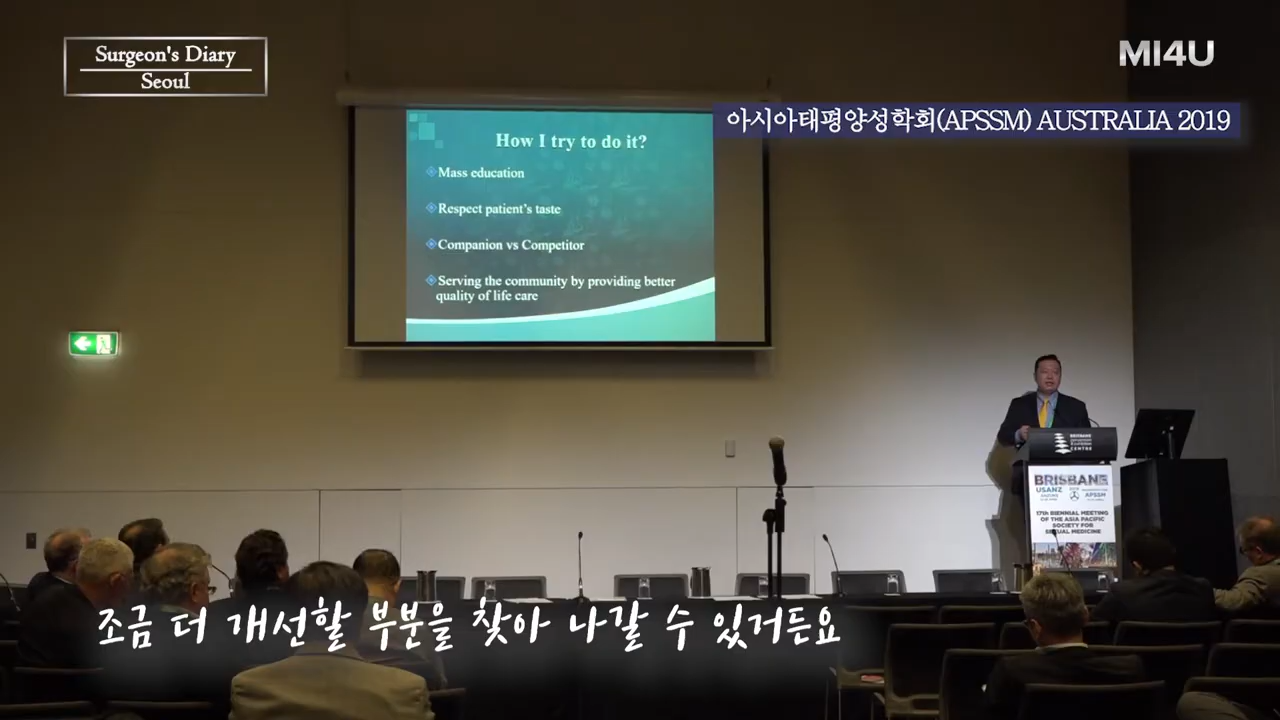 Surgeon's Diary
Seoul
MI4U
아시아태평양성학회(APSSM) AUSTRALIA 2019
How I try to do it?
Mass education
Respect patient's taste
Companion vs Competitor
Serving the community by providing better
quality of life care
BRISBANE
CENTRE
BRISBANE
USANZ
APSSM
17TH BIENNIAL MEETING
OF THE ASIA PACIFIC
SOCIETY FOR
SEXUAL MEDICINE
조금 더 개선할 부분을 찾아 나갈 수 있거든요